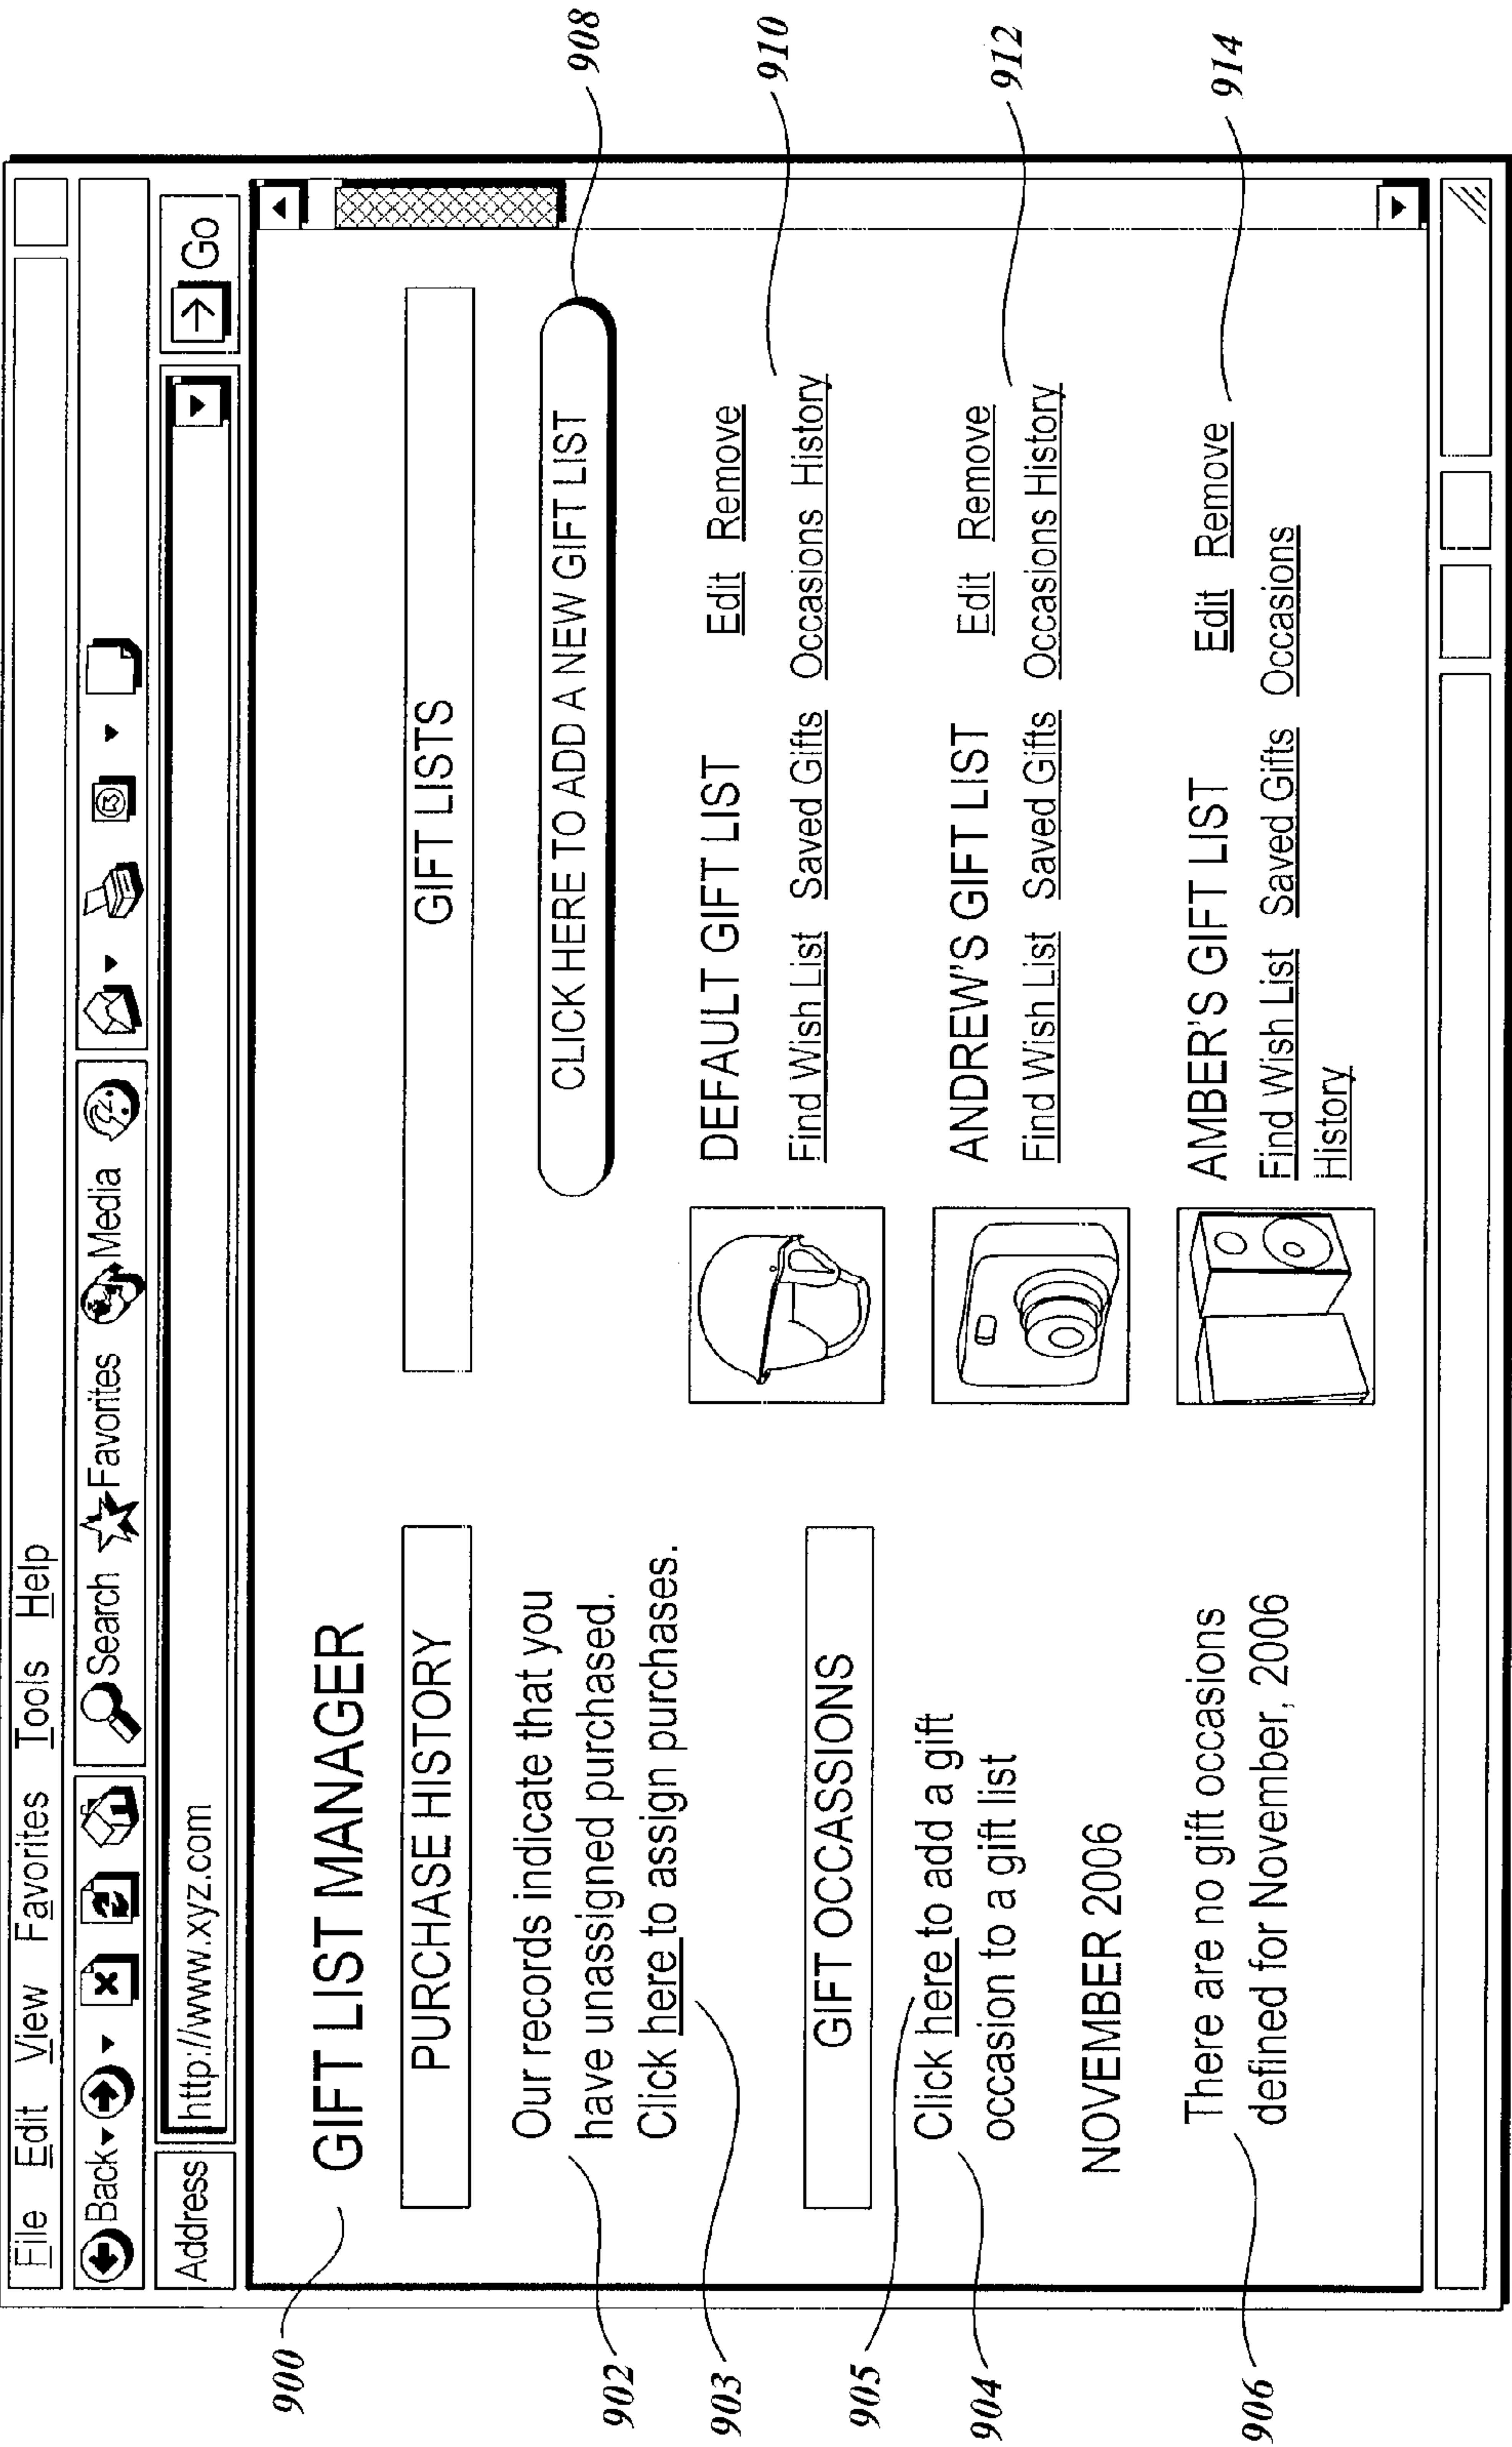 File Edit View Favorites Tools Help
Back Search Favorites Media
Address http://www.xyz.com Go
900
GIFT LIST MANAGER
PURCHASE HISTORY
902
Our records indicate that you
have unassigned purchased.
Click here to assign purchases.
903
GIFT OCCASSIONS
905
Click here to add a gift
occasion to a gift list
904
NOVEMBER 2006
There are no gift occasions
defined for November, 2006
906
GIFT LISTS
CLICK HERE TO ADD A NEW GIFT LIST
908
DEFAULT GIFT LIST Edit Remove
Find Wish List Saved Gifts Occasions History
910
ANDREW'S GIFT LIST Edit Remove
Find Wish List Saved Gifts Occasions History
912
AMBER'S GIFT LIST Edit Remove
Find Wish List Saved Gifts Occasions
History
914